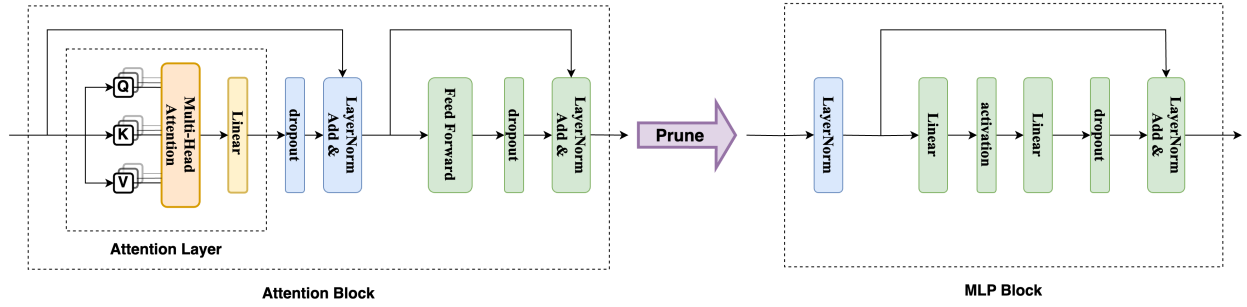 Q
K
V
Multi-Head
Attention
Linear
dropout
LayerNorm
Add &
Feed Forward
dropout
LayerNorm
Add &
Attention Layer
Attention Block
Prune
LayerNorm
Linear
activation
Linear
dropout
LayerNorm
Add &
MLP Block